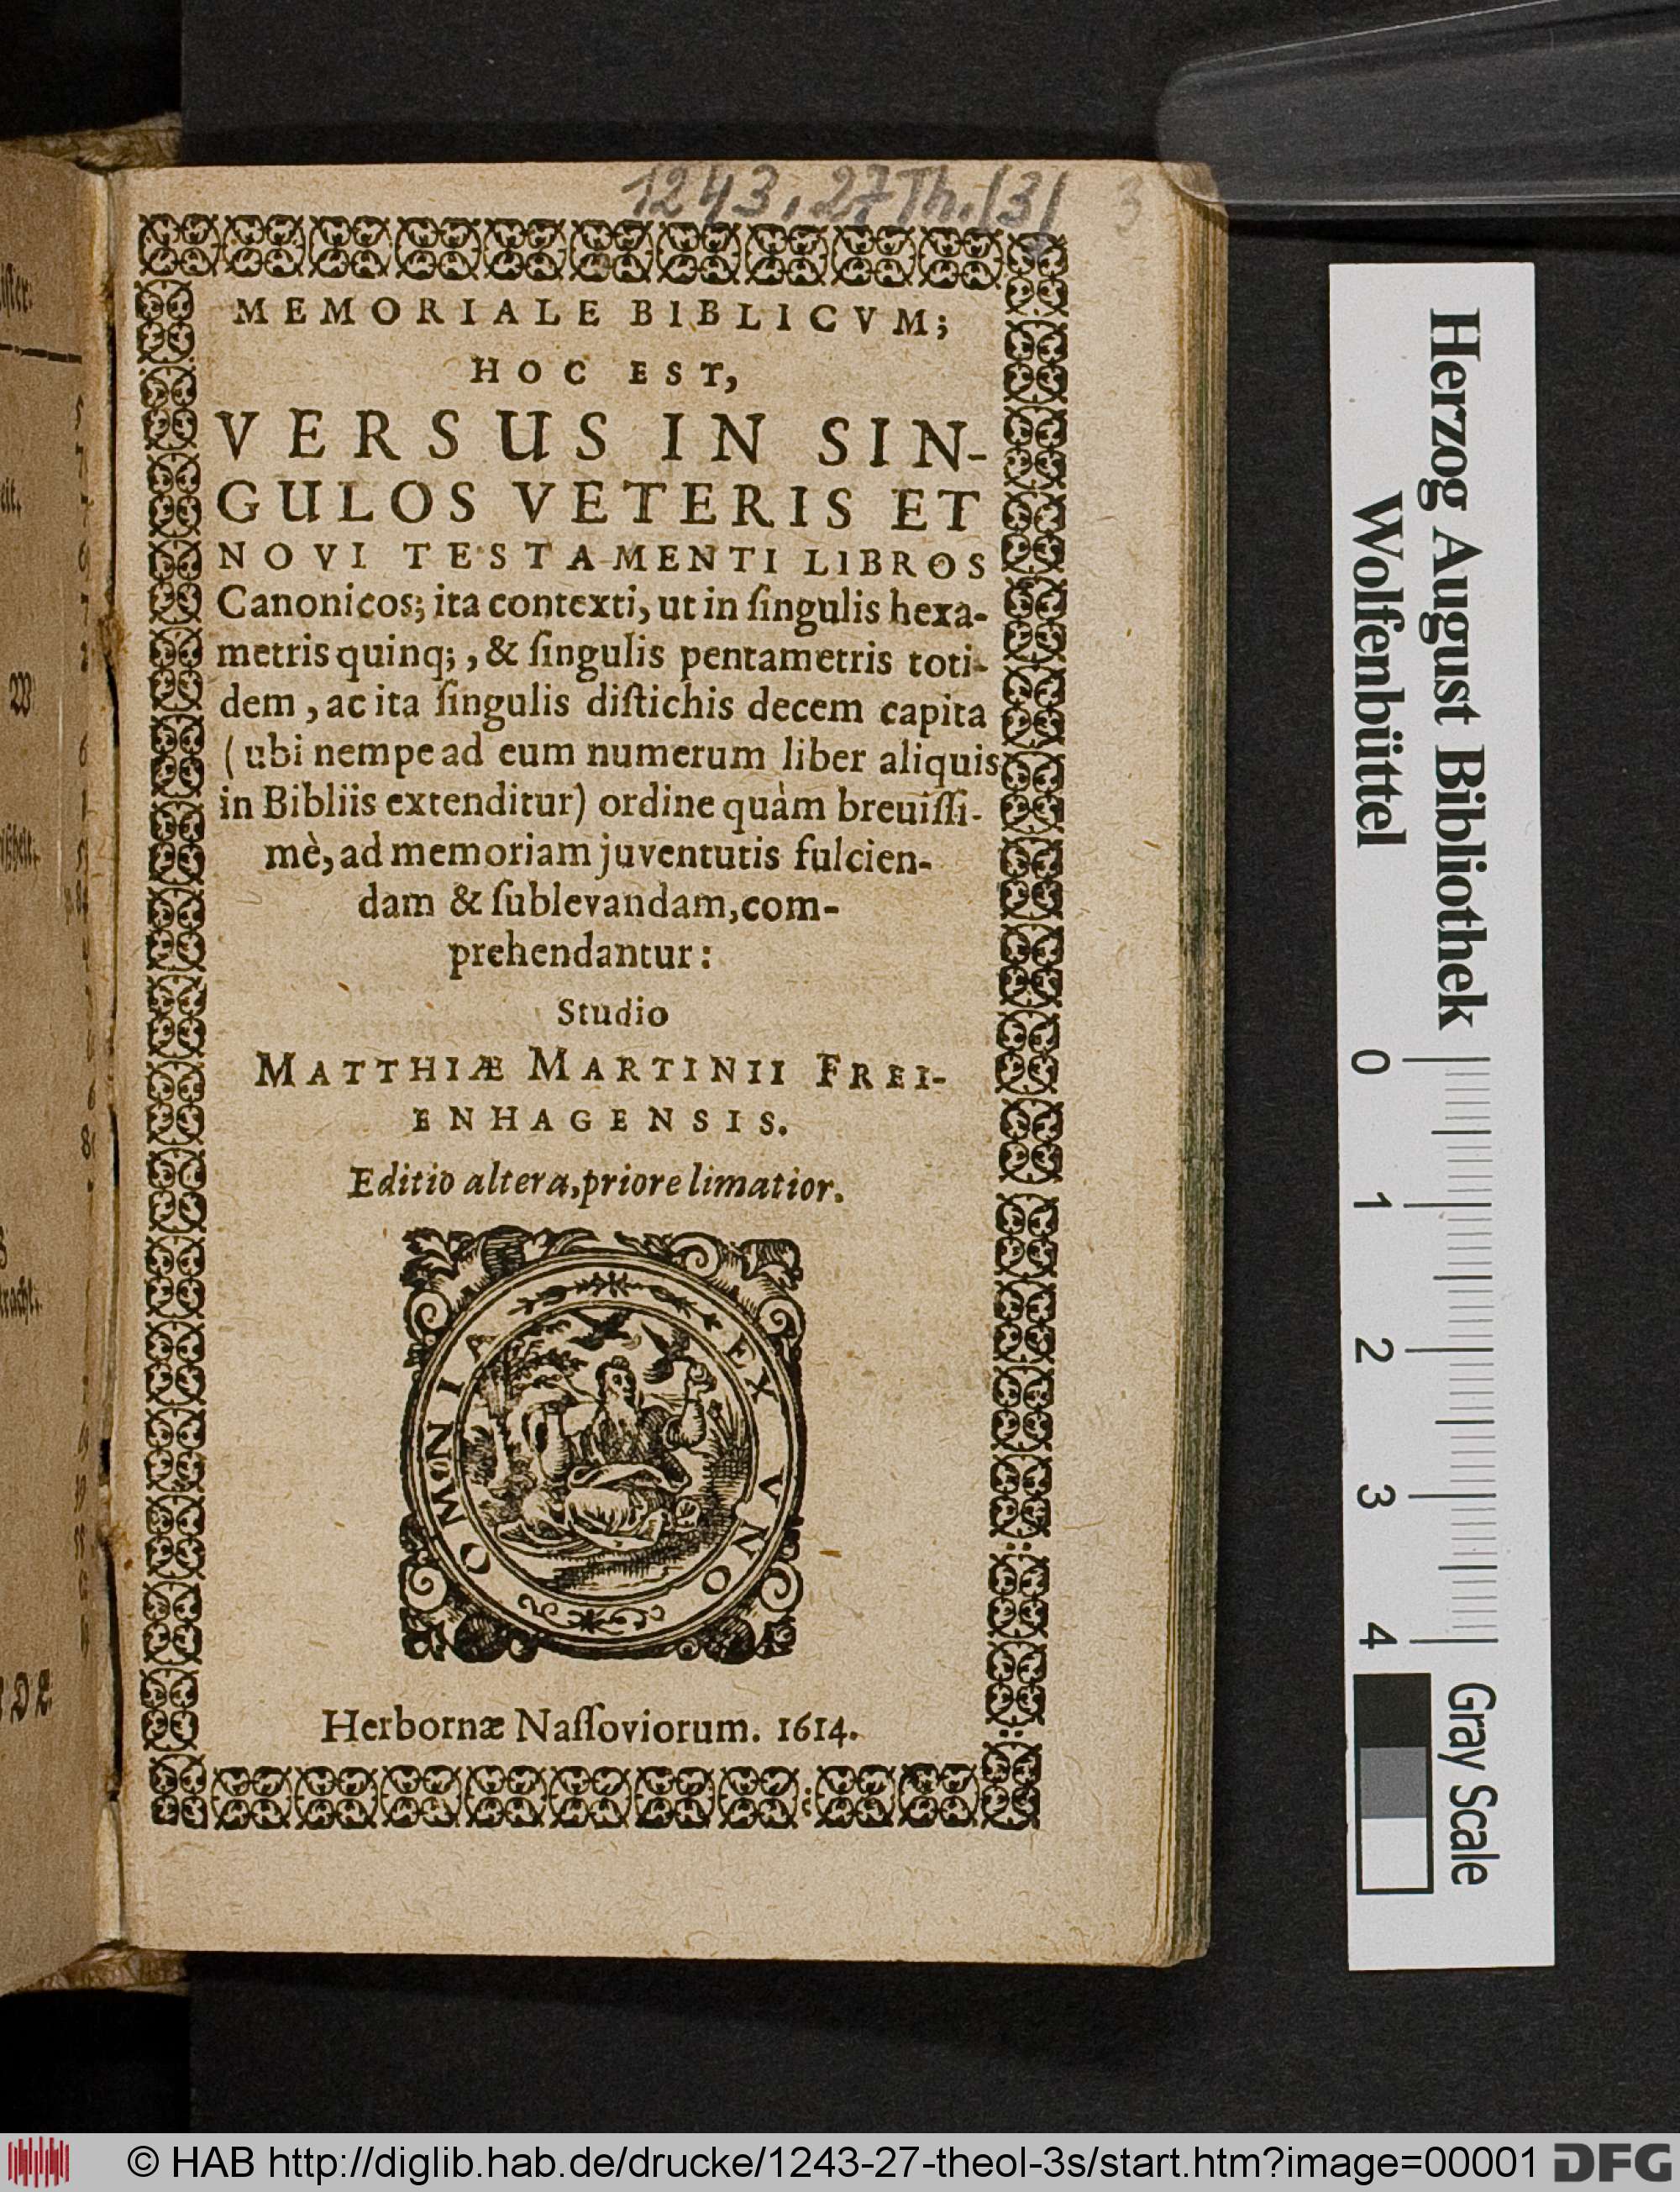 1243.27 Th. (3) 3
MEMORIALE BIBLICVM;
HOC EST,
VERSUS IN SIN-
GULOS VETERIS ET
NOVI TESTAMENTI LIBROS
Canonicos; ita contexti, ut in ſingulis hexa-
metris quinq;, & ſingulis pentametris toti-
dem, ac ita ſingulis diſtichis decem capita
(ubi nempe ad eum numerum liber aliquis
in Bibliis extenditur) ordine quàm breuiſſi-
mè, ad memoriam juventutis fulcien-
dam & ſublevandam, com-
prehendantur:
Studio
MATTHIÆ MARTINII FREI-
ENHAGENSIS.
Editio altera, priore limatior.
EX VNO OMNIA
Herbornæ Naſſoviorum. 1614.
Herzog August Bibliothek
Wolfenbüttel
0 1 2 3 4
Gray Scale
© HAB http://diglib.hab.de/drucke/1243-27-theol-3s/start.htm?image=00001 DFG